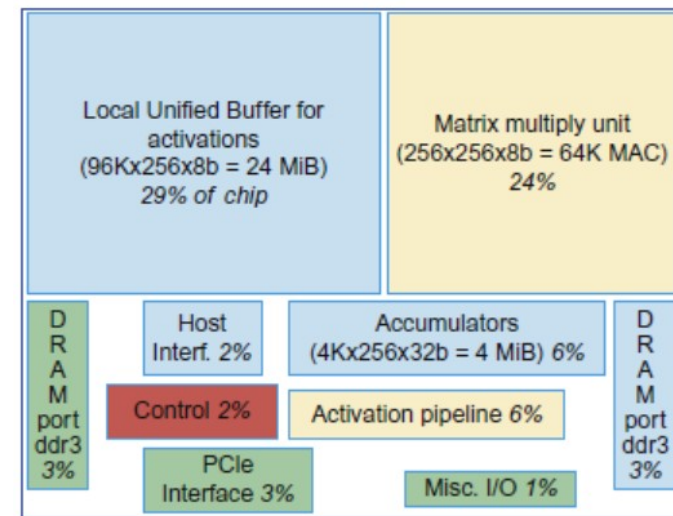 Local Unified Buffer for
activations
(96Kx256x8b = 24 MiB)
29% of chip
Matrix multiply unit
(256x256x8b = 64K MAC)
24%
D
R
A
M
port
ddr3
3%
Host
Interf. 2%
Accumulators
(4Kx256x32b = 4 MiB) 6%
D
R
A
M
port
ddr3
3%
Control 2%
Activation pipeline 6%
PCIe
Interface 3%
Misc. I/O 1%